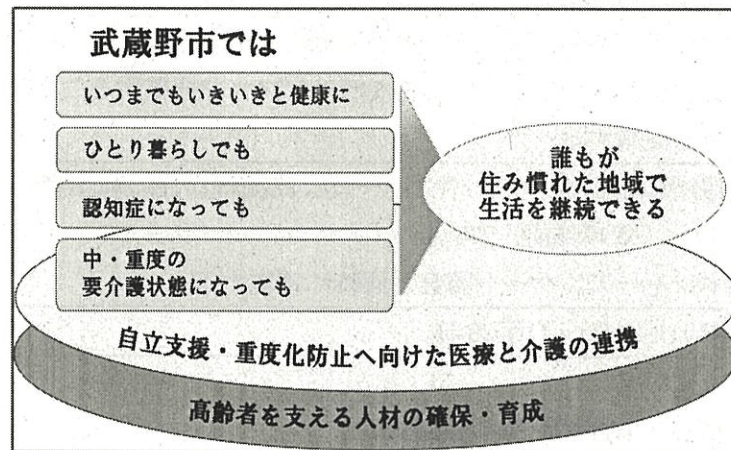 武蔵野市では
いつまでもいきいきと健康に
ひとり暮らしでも
認知症になっても
中・重度の
要介護状態になっても
誰もが
住み慣れた地域で
生活を継続できる
自立支援・重度化防止へ向けた医療と介護の連携
高齢者を支える人材の確保・育成